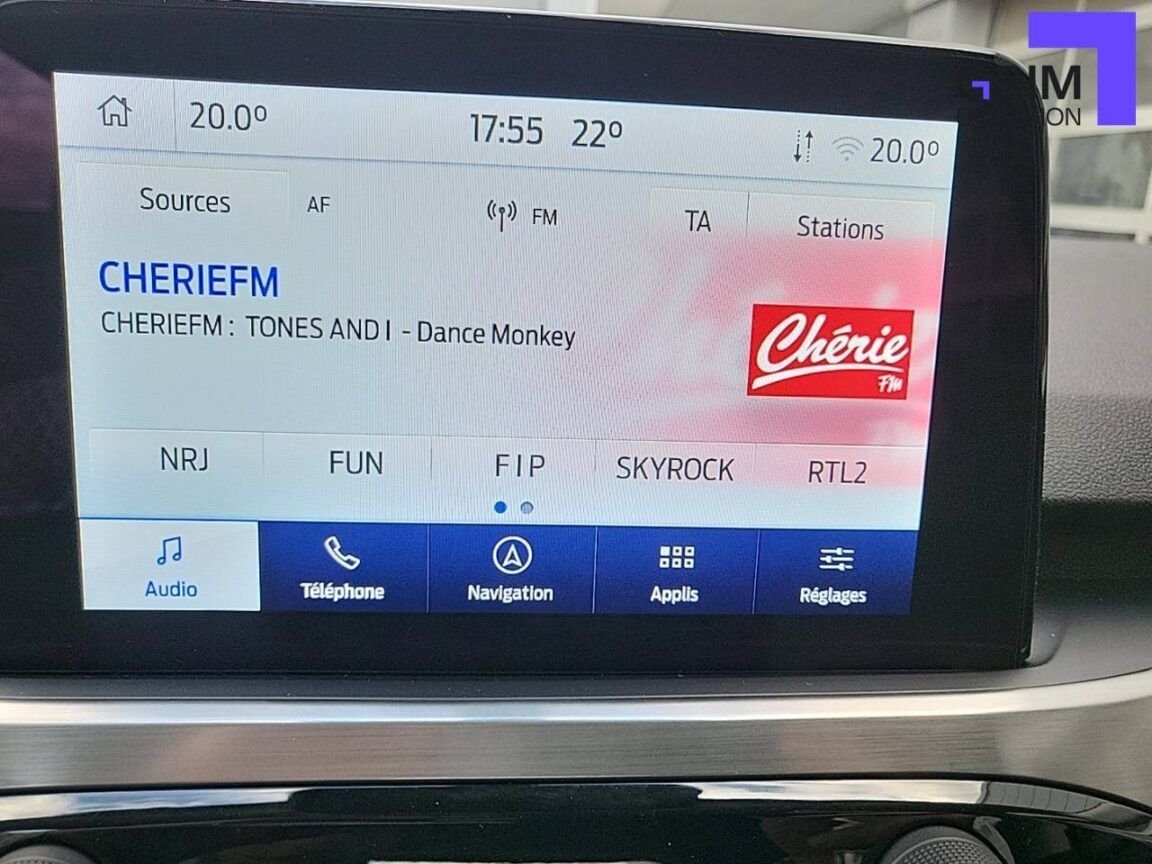 20.0°
17:55 22°
20.0°
Sources
AF
FM
TA
Stations
CHERIEFM
CHERIEFM : TONES AND I - Dance Monkey
Chérie
FM
NRJ
FUN
FIP
SKYROCK
RTL2
Audio
Téléphone
Navigation
Applis
Réglages